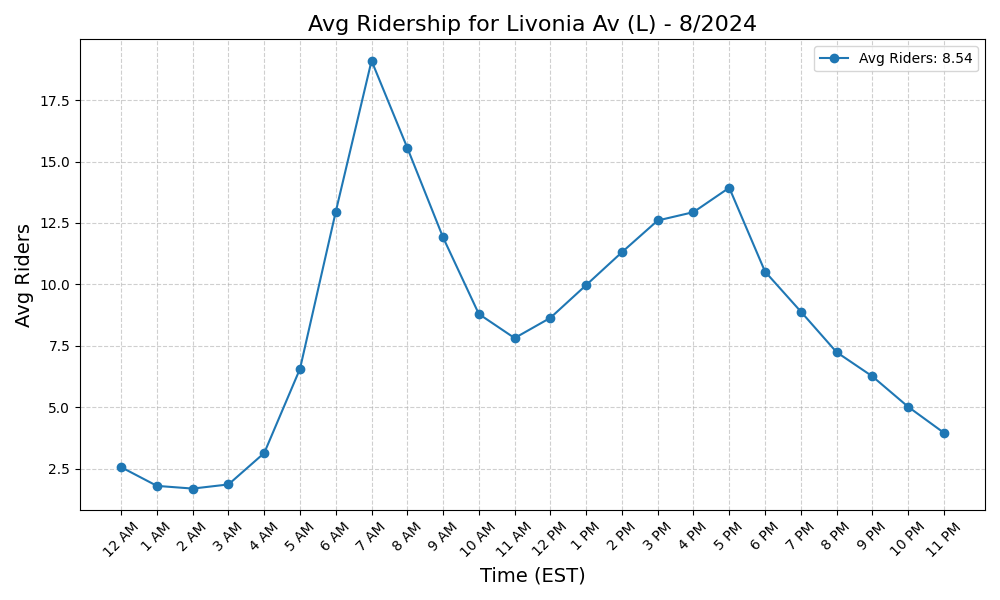 Avg Ridership for Livonia Av (L) - 8/2024
Avg Riders: 8.54
Avg Riders
17.5
15.0
12.5
10.0
7.5
5.0
2.5
12 AM
1 AM
2 AM
3 AM
4 AM
5 AM
6 AM
7 AM
8 AM
9 AM
10 AM
11 AM
12 PM
1 PM
2 PM
3 PM
4 PM
5 PM
6 PM
7 PM
8 PM
9 PM
10 PM
11 PM
Time (EST)